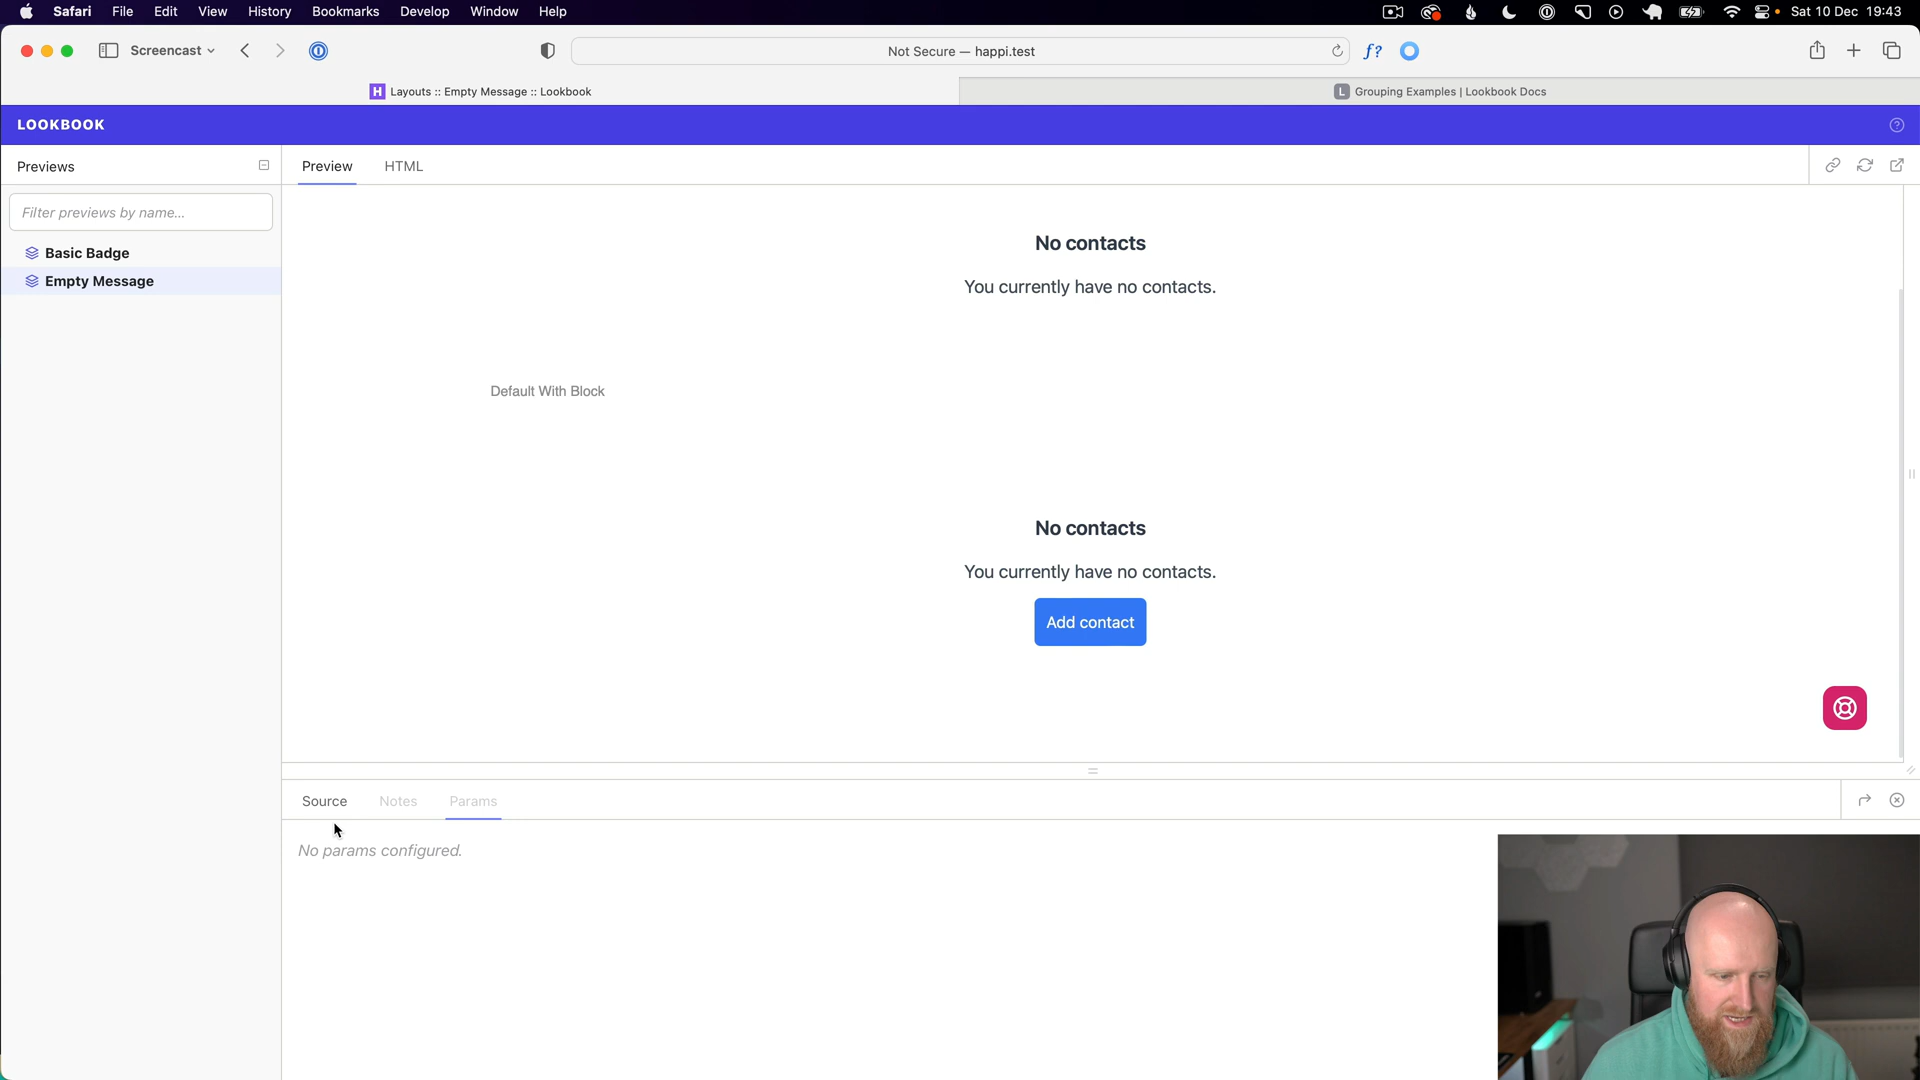 Safari File Edit View History Bookmarks Develop Window Help Sat 10 Dec 19:43
Screencast Not Secure — happi.test f?
H Layouts :: Empty Message :: Lookbook L Grouping Examples | Lookbook Docs
LOOKBOOK
Previews Preview HTML
Filter previews by name...
Basic Badge
Empty Message
No contacts
You currently have no contacts.
Default With Block
No contacts
You currently have no contacts.
Add contact
Source Notes Params
No params configured.